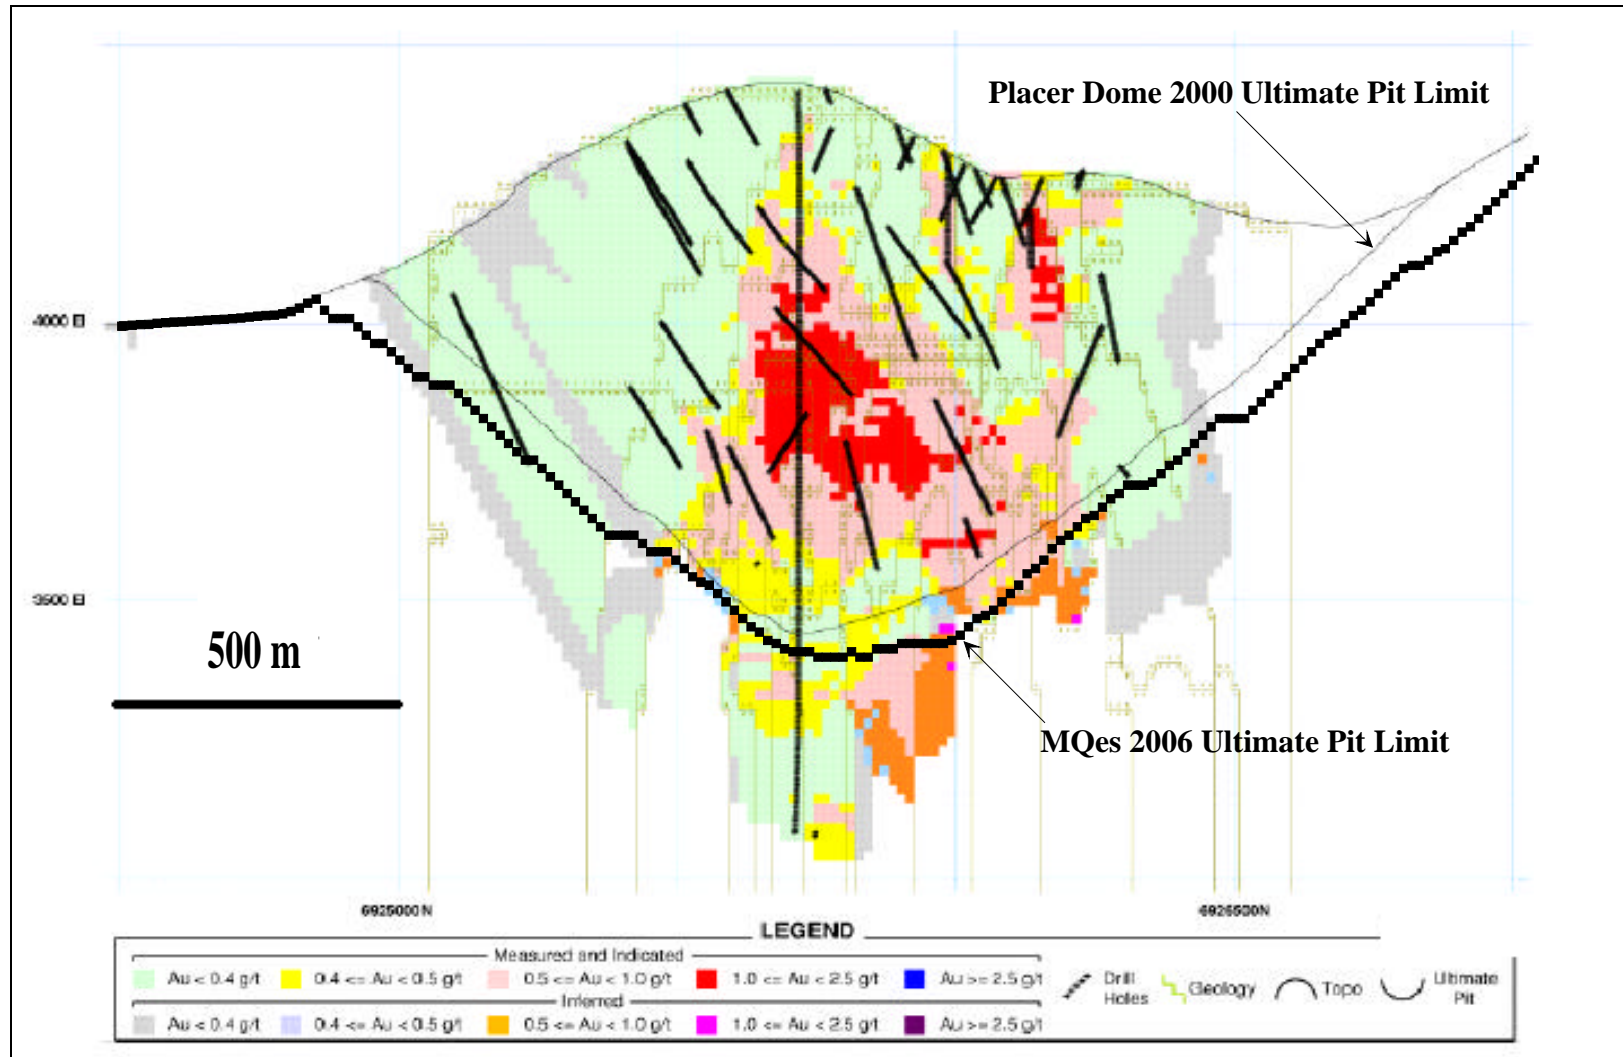 Placer Dome 2000 Ultimate Pit Limit
4000 El
3500 El
500 m
MQes 2006 Ultimate Pit Limit
6925000N
6926500N
LEGEND
Measured and Indicated
Au < 0.4 g/t
0.4 <= Au < 0.5 g/t
0.5 <= Au < 1.0 g/t
1.0 <= Au < 2.5 g/t
Au >= 2.5 g/t
Inferred
Au < 0.4 g/t
0.4 <= Au < 0.5 g/t
0.5 <= Au < 1.0 g/t
1.0 <= Au < 2.5 g/t
Au >= 2.5 g/t
Drill
Holes
Geology
Topo
Ultimate
Pit